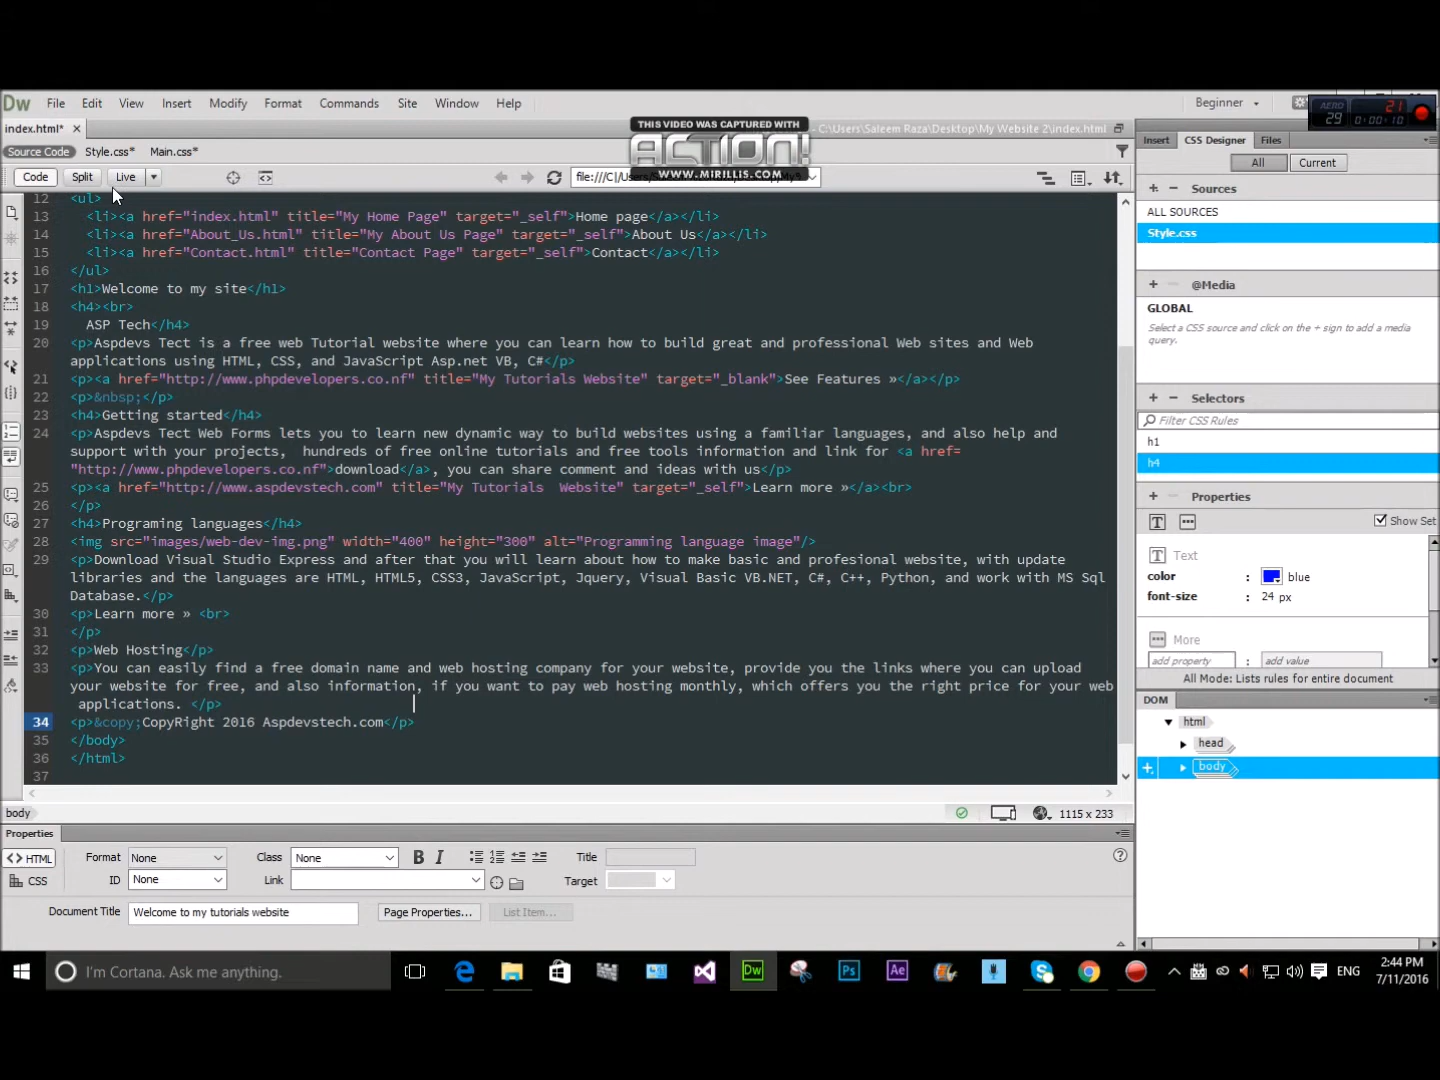 Dw File Edit View Insert Modify Format Commands Site Window Help Beginner
AERO 29 21 0:00:10
THIS VIDEO WAS CAPTURED WITH
ACTION!
WWW.MIRILLIS.COM
index.html* × C:\Users\Saleem Raza\Desktop\My Website 2\index.html
Source Code Style.css* Main.css*
Code Split Live file:///C|/Users/
12 <ul>
13 <li><a href="index.html" title="My Home Page" target="_self">Home page</a></li>
14 <li><a href="About_Us.html" title="My About Us Page" target="_self">About Us</a></li>
15 <li><a href="Contact.html" title="Contact Page" target="_self">Contact</a></li>
16 </ul>
17 <h1>Welcome to my site</h1>
18 <h4><br>
19 ASP Tech</h4>
20 <p>Aspdevs Tect is a free web Tutorial website where you can learn how to build great and professional Web sites and Web
applications using HTML, CSS, and JavaScript Asp.net VB, C#</p>
21 <p><a href="http://www.phpdevelopers.co.nf" title="My Tutorials Website" target="_blank">See Features »</a></p>
22 <p>&nbsp;</p>
23 <h4>Getting started</h4>
24 <p>Aspdevs Tect Web Forms lets you to learn new dynamic way to build websites using a familiar languages, and also help and
support with your projects,  hundreds of free online tutorials and free tools information and link for <a href=
"http://www.phpdevelopers.co.nf">download</a>, you can share comment and ideas with us</p>
25 <p><a href="http://www.aspdevstech.com" title="My Tutorials  Website" target="_self">Learn more »</a><br>
26 </p>
27 <h4>Programing languages</h4>
28 <img src="images/web-dev-img.png" width="400" height="300" alt="Programming language image"/>
29 <p>Download Visual Studio Express and after that you will learn about how to make basic and profesional website, with update
libraries and the languages are HTML, HTML5, CSS3, JavaScript, Jquery, Visual Basic VB.NET, C#, C++, Python, and work with MS Sql
Database.</p>
30 <p>Learn more » <br>
31 </p>
32 <p>Web Hosting</p>
33 <p>You can easily find a free domain name and web hosting company for your website, provide you the links where you can upload
your website for free, and also information, if you want to pay web hosting monthly, which offers you the right price for your web
applications. </p>
34 <p>&copy;CopyRight 2016 Aspdevstech.com</p>
35 </body>
36 </html>
37
body 1115 x 233
Insert CSS Designer Files
All Current
+ − Sources
ALL SOURCES
Style.css
+ − @Media
GLOBAL
Select a CSS source and click on the + sign to add a media
query.
+ − Selectors
Filter CSS Rules
h1
h4
+ − Properties
T Show Set
T Text
color : blue
font-size : 24 px
More
add property : add value
All Mode: Lists rules for entire document
DOM
html
head
+ body
Properties
<> HTML Format None Class None B I Title
CSS ID None Link Target
Document Title Welcome to my tutorials website Page Properties... List Item...
I'm Cortana. Ask me anything. Dw Ps Ae ENG 2:44 PM
7/11/2016